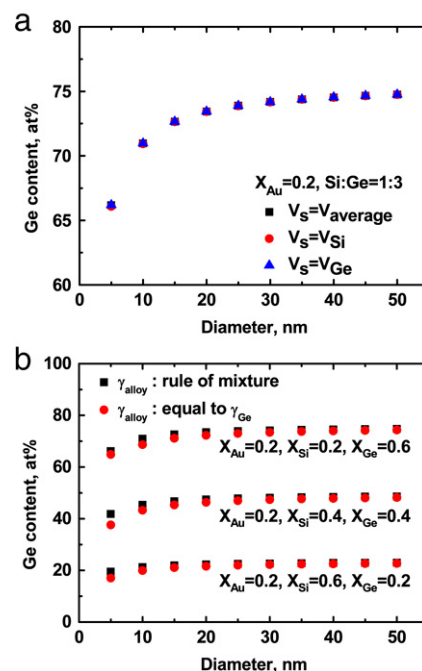 a
80
75
70
65
60
Ge content, at%
X_Au=0.2, Si:Ge=1:3
V_s=V_average
V_s=V_Si
V_s=V_Ge
0 10 20 30 40 50
Diameter, nm
b
100
80
60
40
20
0
Ge content, at%
γ_alloy : rule of mixture
γ_alloy : equal to γ_Ge
X_Au=0.2, X_Si=0.2, X_Ge=0.6
X_Au=0.2, X_Si=0.4, X_Ge=0.4
X_Au=0.2, X_Si=0.6, X_Ge=0.2
0 10 20 30 40 50
Diameter, nm